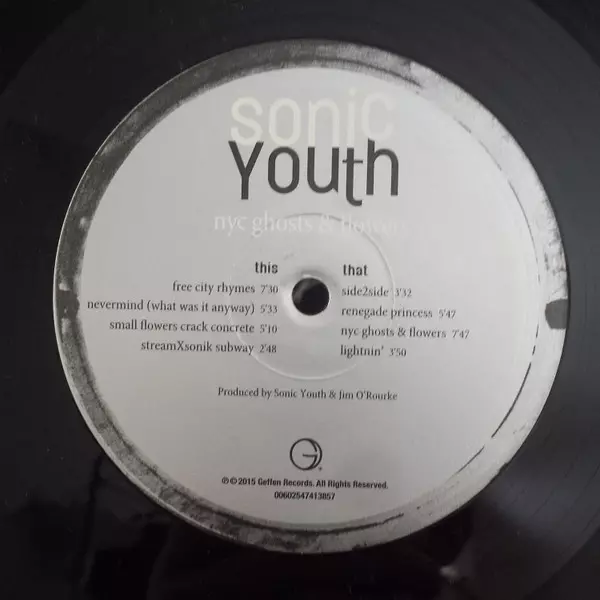 sonic
Youth
nyc ghosts & flowers
this
free city rhymes 7'30
nevermind (what was it anyway) 5'33
small flowers crack concrete 5'10
streamXsonik subway 2'48
that
side2side 3'32
renegade princess 5'47
nyc ghosts & flowers 7'47
lightnin' 3'50
Produced by Sonic Youth & Jim O'Rourke
G
℗ © 2015 Geffen Records. All Rights Reserved.
00602547413857